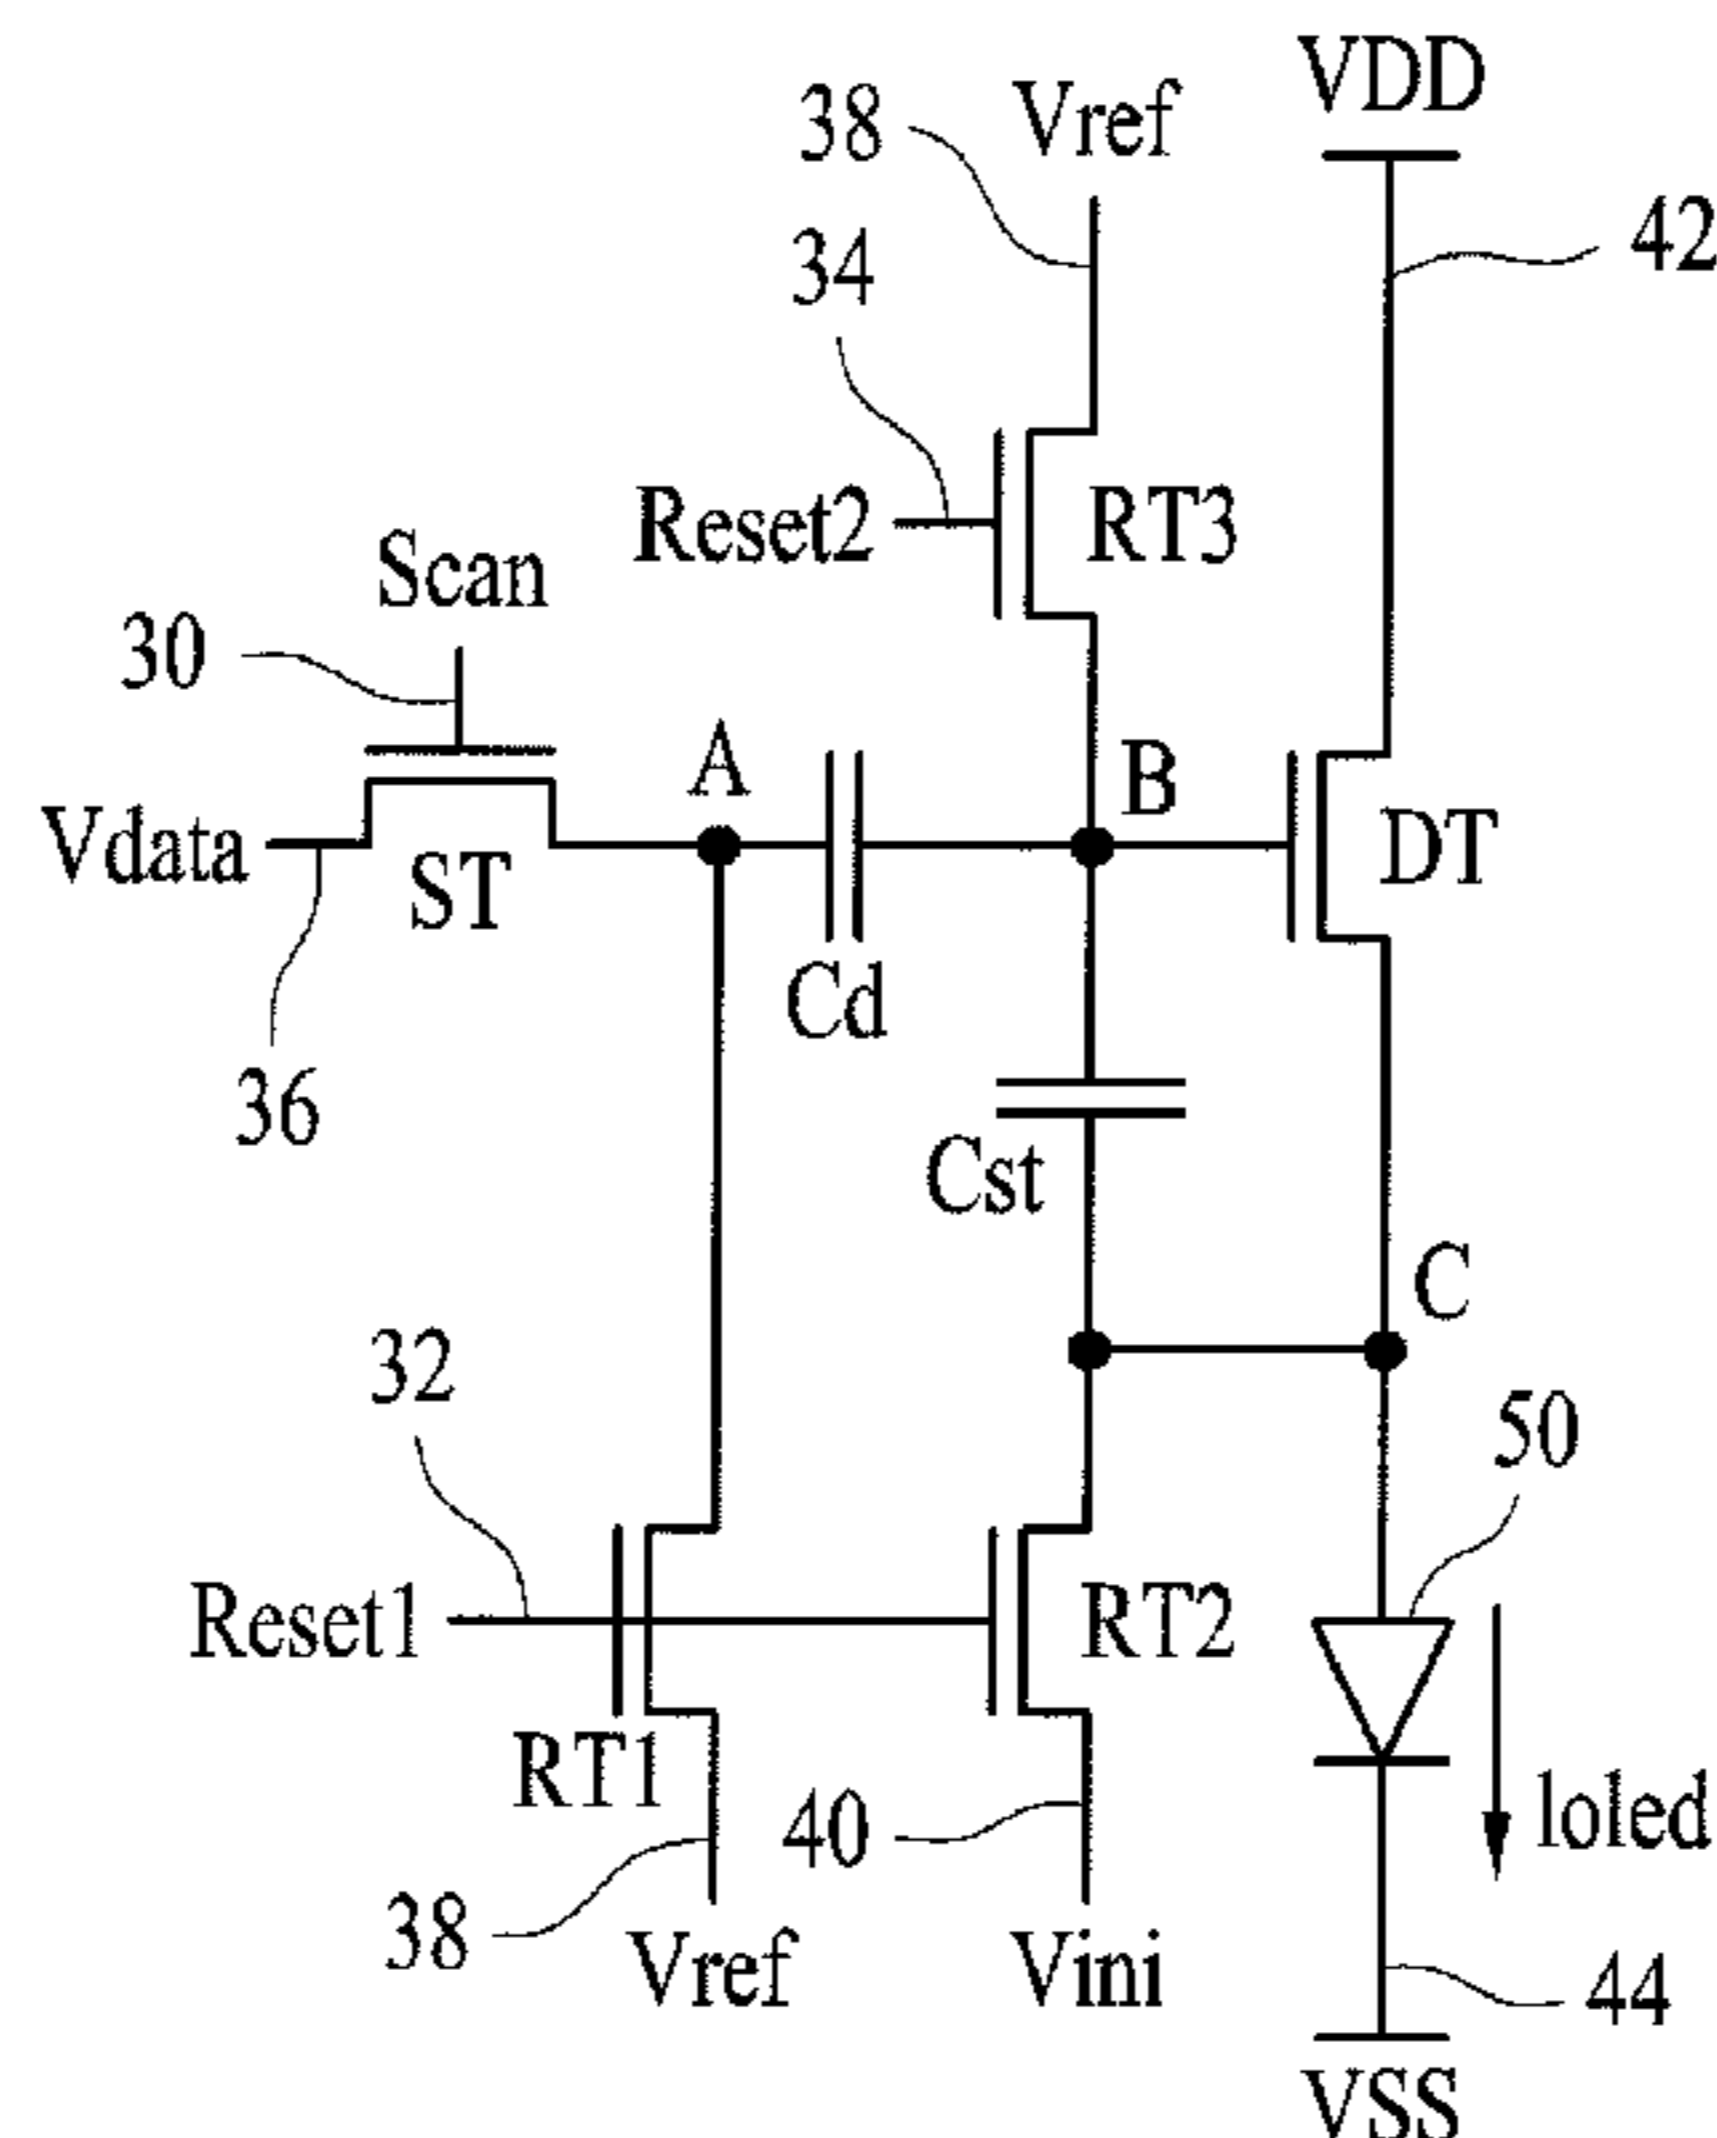 VDD
38
Vref
42
34
Reset2
RT3
Scan
30
A
B
Vdata
ST
DT
Cd
36
Cst
C
32
50
Reset1
RT2
RT1
40
Ioled
38
Vref
Vini
44
VSS